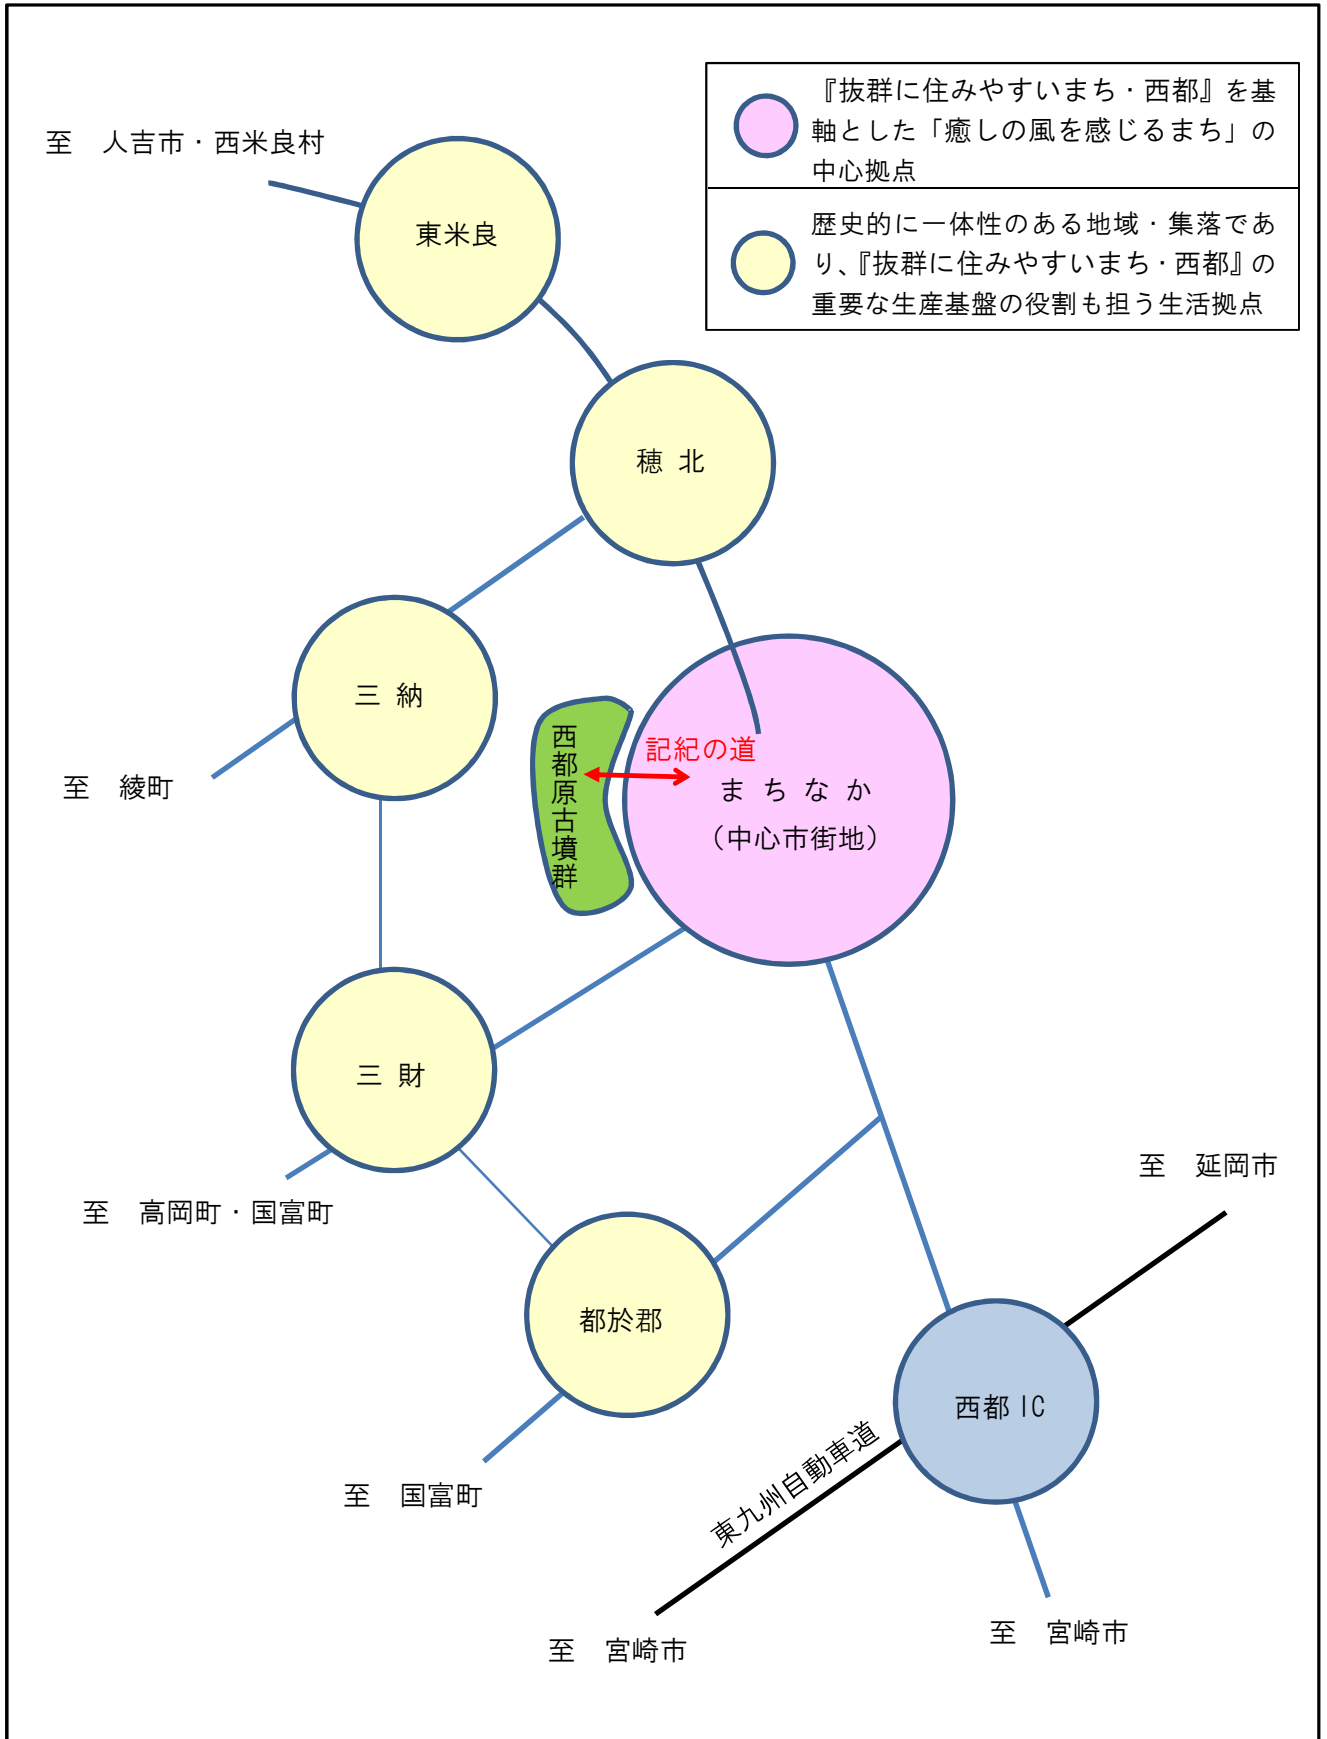 『抜群に住みやすいまち・西都』を基
軸とした「癒しの風を感じるまち」の
中心拠点
歴史的に一体性のある地域・集落であ
り、『抜群に住みやすいまち・西都』の
重要な生産基盤の役割も担う生活拠点
至　人吉市・西米良村
東米良
穂 北
三 納
至　綾町
西都原古墳群
記紀の道
まちなか
（中心市街地）
三 財
至　高岡町・国富町
都於郡
至　国富町
至　延岡市
西都IC
東九州自動車道
至　宮崎市
至　宮崎市